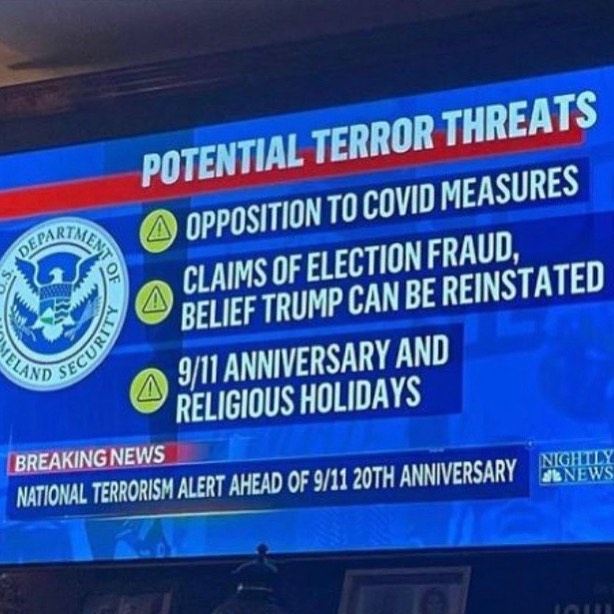 POTENTIAL TERROR THREATS
OPPOSITION TO COVID MEASURES
CLAIMS OF ELECTION FRAUD,
BELIEF TRUMP CAN BE REINSTATED
9/11 ANNIVERSARY AND
RELIGIOUS HOLIDAYS
U.S. DEPARTMENT OF
HOMELAND SECURITY
BREAKING NEWS
NATIONAL TERRORISM ALERT AHEAD OF 9/11 20TH ANNIVERSARY
NIGHTLY
NEWS